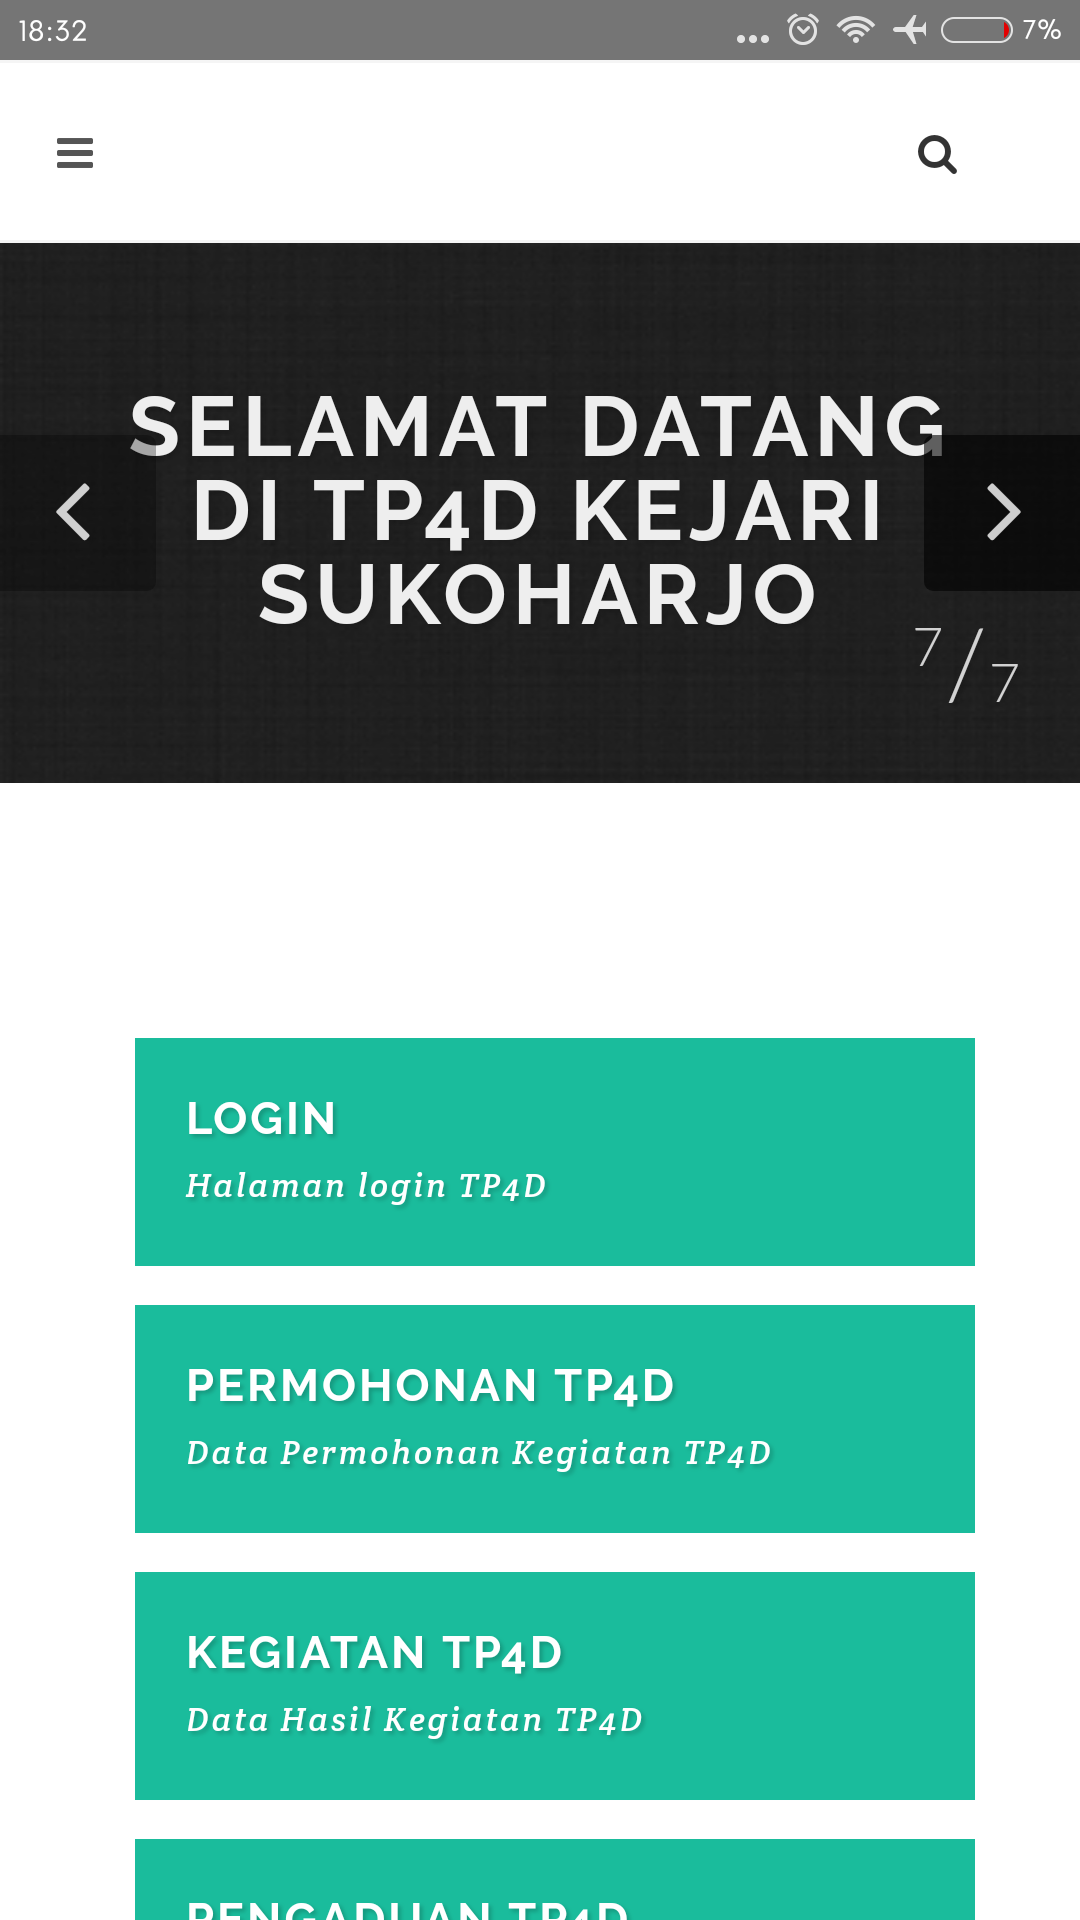 18:32
7%
SELAMAT DATANG
DI TP4D KEJARI
SUKOHARJO
7/7
LOGIN
Halaman login TP4D
PERMOHONAN TP4D
Data Permohonan Kegiatan TP4D
KEGIATAN TP4D
Data Hasil Kegiatan TP4D
PENGADUAN TP4D